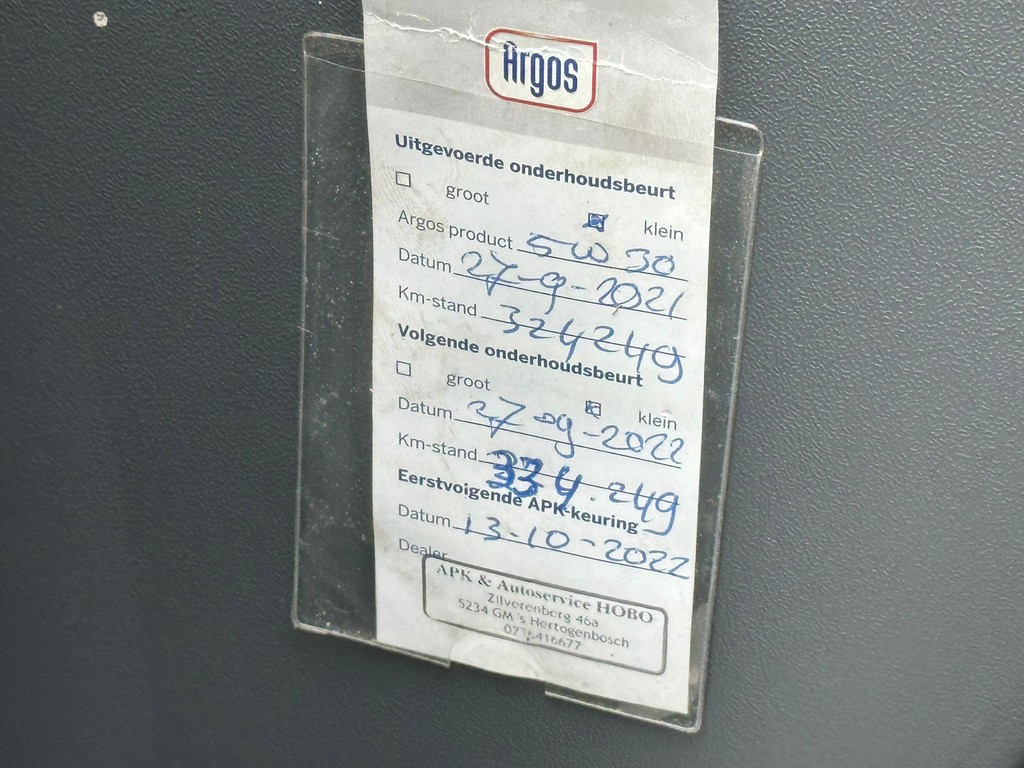 Argos
Uitgevoerde onderhoudsbeurt
☐ groot ☒ klein
Argos product 5W30
Datum 27-9-2021
Km-stand 324249
Volgende onderhoudsbeurt
☐ groot ☒ klein
Datum 27-09-2022
Km-stand 334.249
Eerstvolgende APK-keuring
Datum 13-10-2022
Dealer
APK & Autoservice HOBO
Zilverenberg 46a
5234 GM 's Hertogenbosch